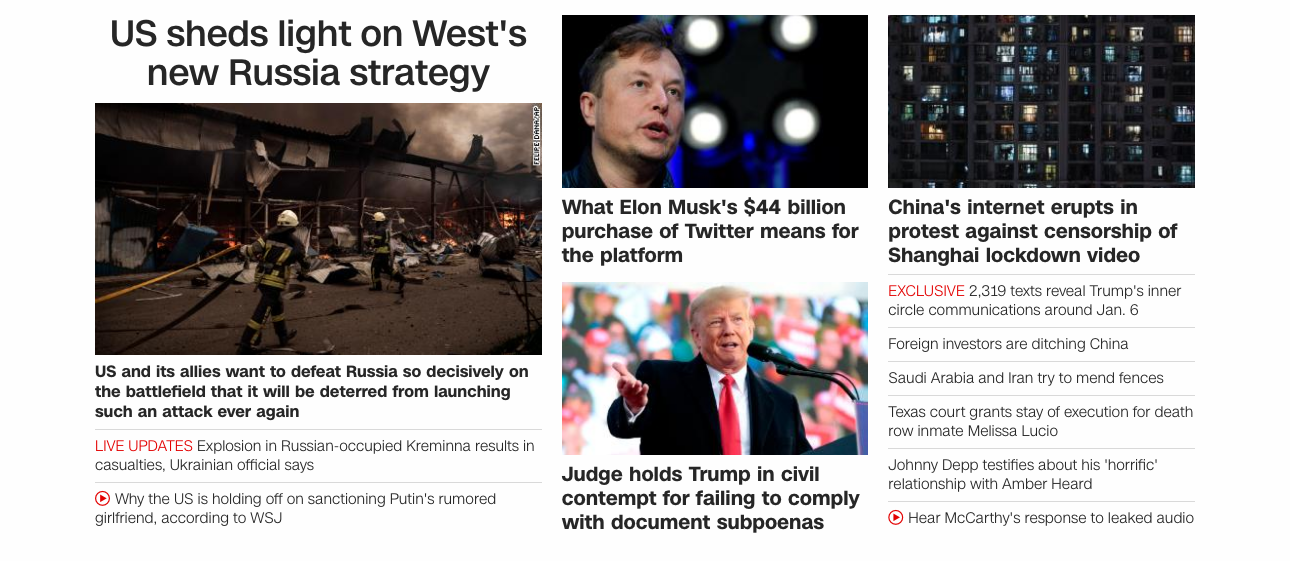 US sheds light on West's
new Russia strategy
FELIPE DANA/AP
US and its allies want to defeat Russia so decisively on
the battlefield that it will be deterred from launching
such an attack ever again
LIVE UPDATES Explosion in Russian-occupied Kreminna results in
casualties, Ukrainian official says
Why the US is holding off on sanctioning Putin's rumored
girlfriend, according to WSJ
What Elon Musk's $44 billion
purchase of Twitter means for
the platform
Judge holds Trump in civil
contempt for failing to comply
with document subpoenas
China's internet erupts in
protest against censorship of
Shanghai lockdown video
EXCLUSIVE 2,319 texts reveal Trump's inner
circle communications around Jan. 6
Foreign investors are ditching China
Saudi Arabia and Iran try to mend fences
Texas court grants stay of execution for death
row inmate Melissa Lucio
Johnny Depp testifies about his 'horrific'
relationship with Amber Heard
Hear McCarthy's response to leaked audio